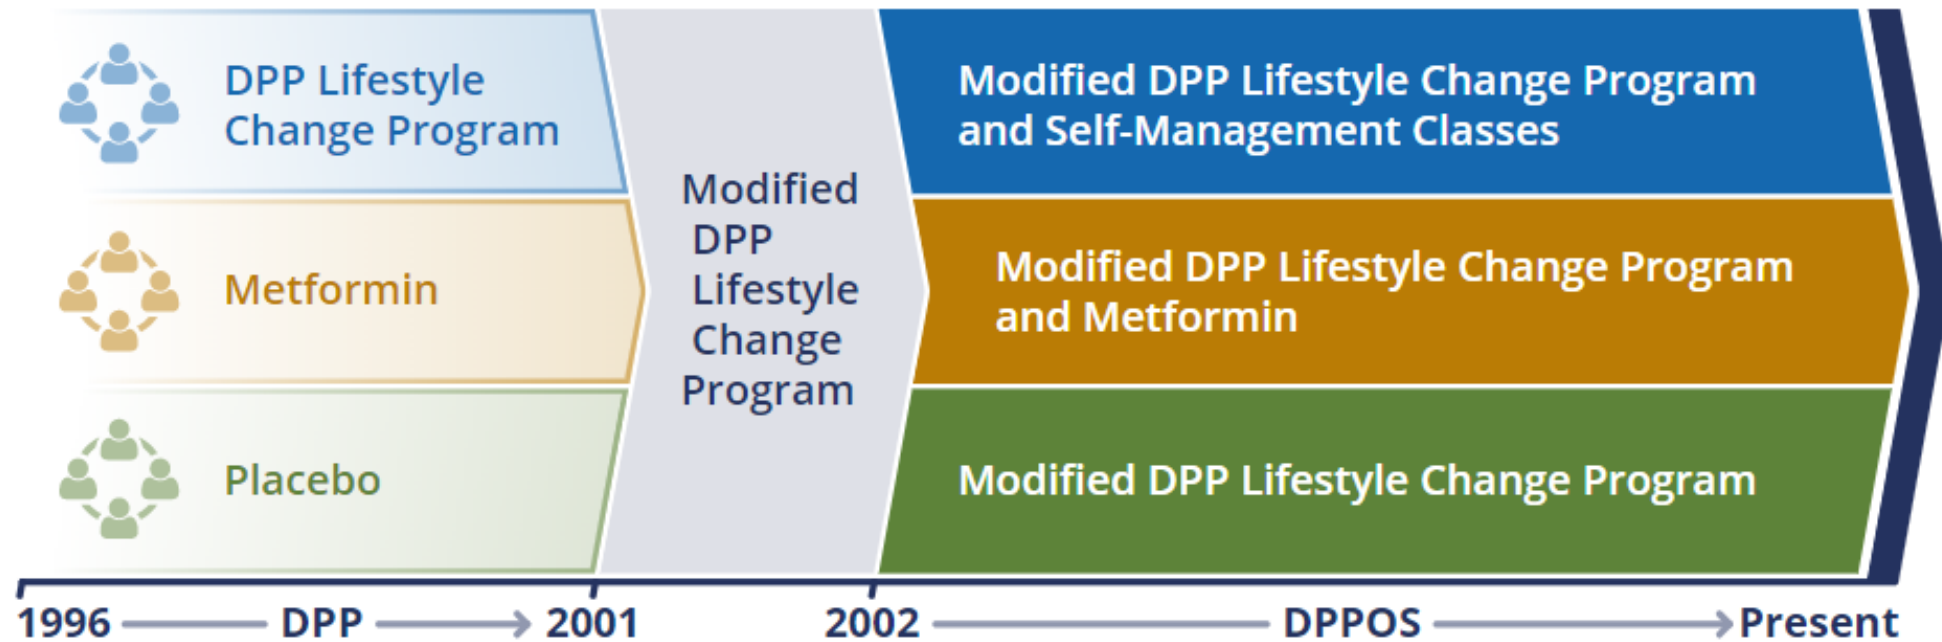 DPP Lifestyle
Change Program
Metformin
Placebo
Modified
DPP
Lifestyle
Change
Program
Modified DPP Lifestyle Change Program
and Self-Management Classes
Modified DPP Lifestyle Change Program
and Metformin
Modified DPP Lifestyle Change Program
1996 DPP 2001 2002 DPPOS Present